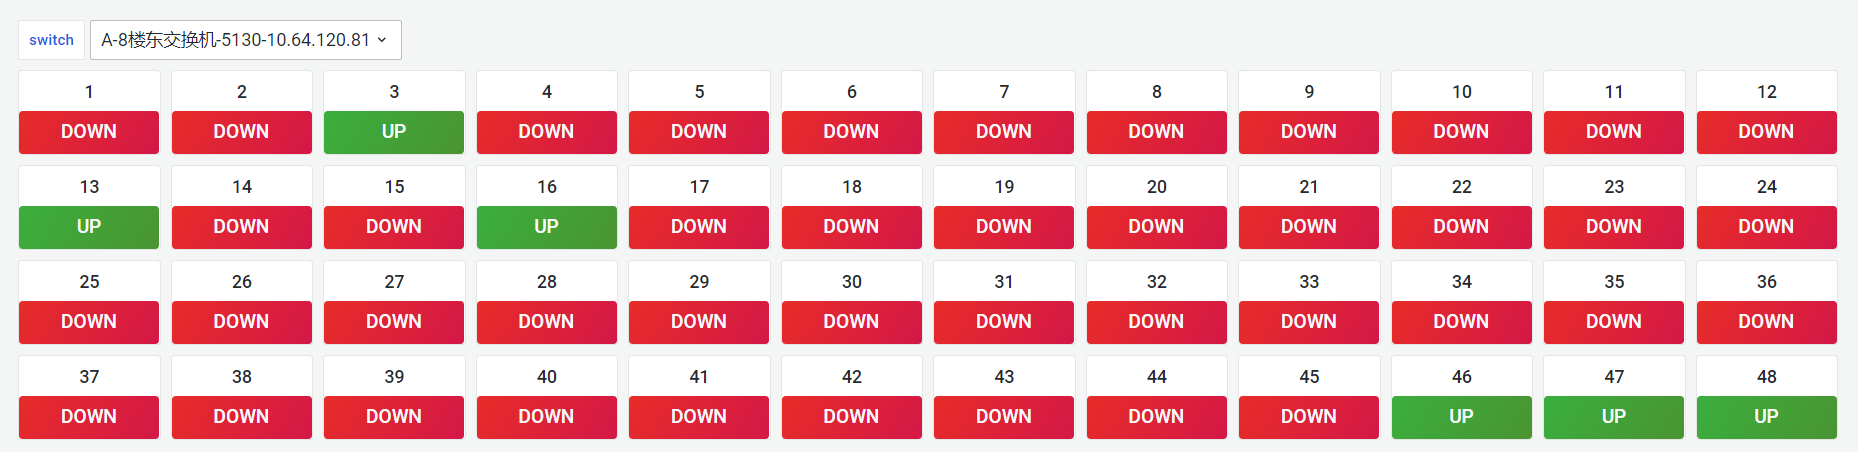 switch A-8楼东交换机-5130-10.64.120.81
1 2 3 4 5 6 7 8 9 10 11 12
DOWN DOWN UP DOWN DOWN DOWN DOWN DOWN DOWN DOWN DOWN DOWN
13 14 15 16 17 18 19 20 21 22 23 24
UP DOWN DOWN UP DOWN DOWN DOWN DOWN DOWN DOWN DOWN DOWN
25 26 27 28 29 30 31 32 33 34 35 36
DOWN DOWN DOWN DOWN DOWN DOWN DOWN DOWN DOWN DOWN DOWN DOWN
37 38 39 40 41 42 43 44 45 46 47 48
DOWN DOWN DOWN DOWN DOWN DOWN DOWN DOWN DOWN UP UP UP